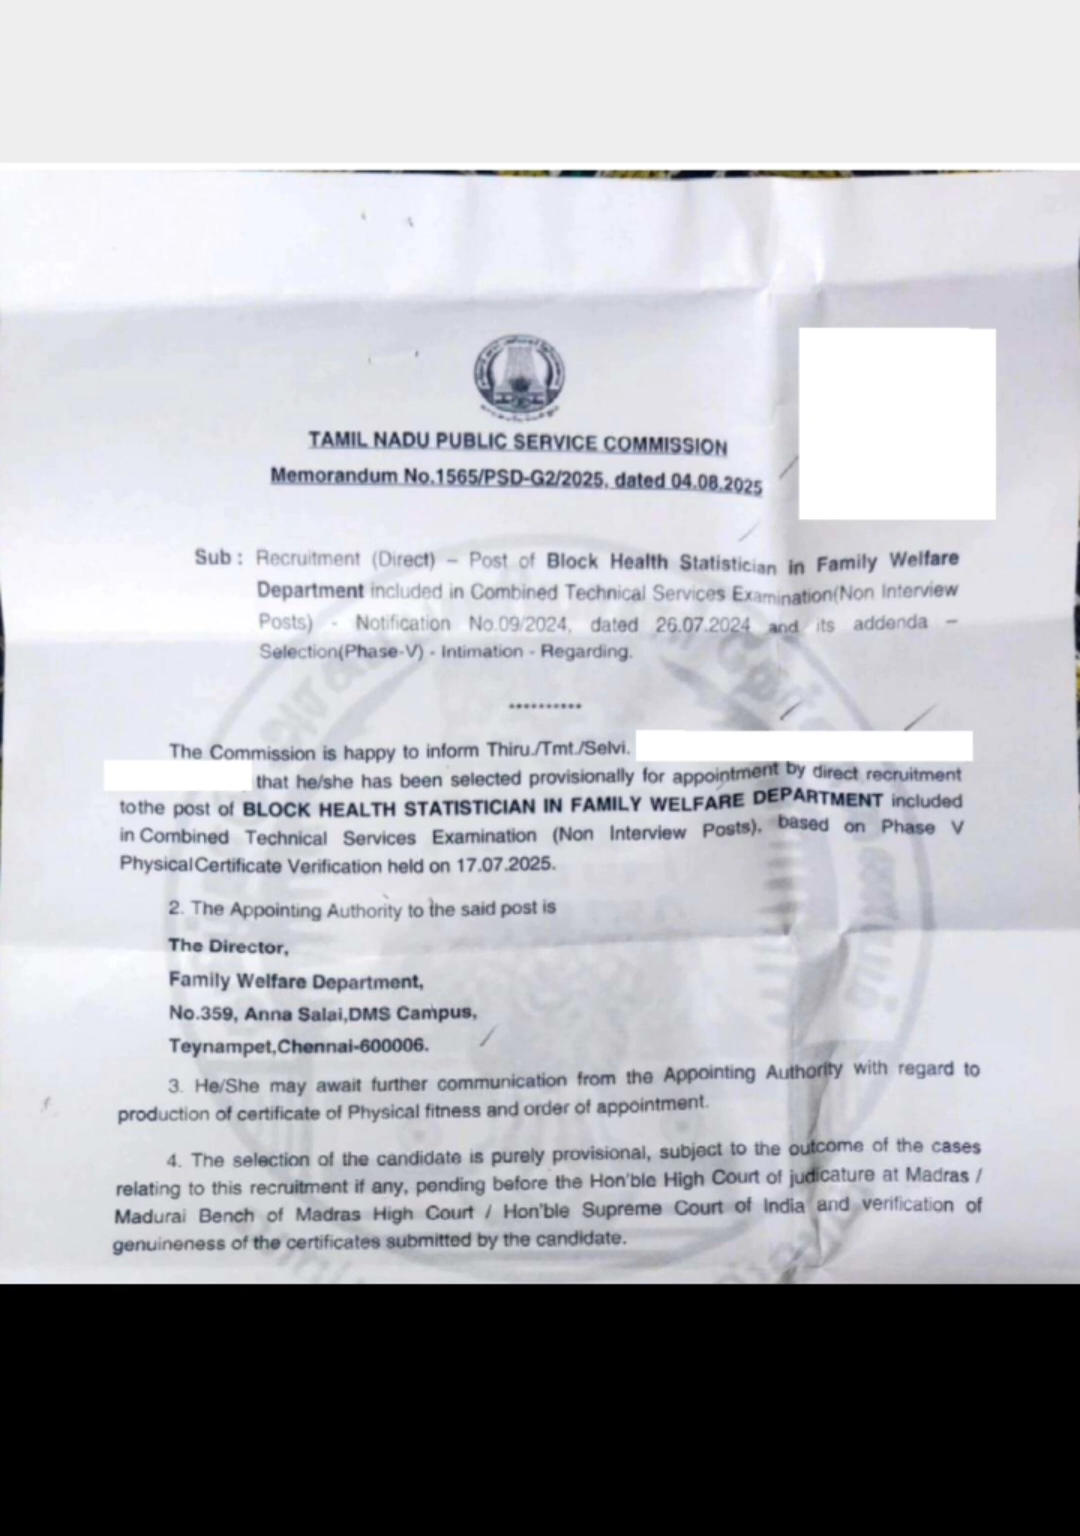 TAMIL NADU PUBLIC SERVICE COMMISSION
Memorandum No.1565/PSD-G2/2025, dated 04.08.2025
Sub : Recruitment (Direct) – Post of Block Health Statistician in Family Welfare
Department included in Combined Technical Services Examination(Non Interview
Posts) - Notification No.09/2024, dated 26.07.2024 and its addenda –
Selection(Phase-V) - Intimation - Regarding.
**********
The Commission is happy to inform Thiru./Tmt./Selvi.
that he/she has been selected provisionally for appointment by direct recruitment
tothe post of BLOCK HEALTH STATISTICIAN IN FAMILY WELFARE DEPARTMENT included
in Combined Technical Services Examination (Non Interview Posts), based on Phase V
PhysicalCertificate Verification held on 17.07.2025.
2. The Appointing Authority to the said post is
The Director,
Family Welfare Department,
No.359, Anna Salai,DMS Campus,
Teynampet,Chennai-600006.
3. He/She may await further communication from the Appointing Authority with regard to
production of certificate of Physical fitness and order of appointment.
4. The selection of the candidate is purely provisional, subject to the outcome of the cases
relating to this recruitment if any, pending before the Hon'ble High Court of judicature at Madras /
Madurai Bench of Madras High Court / Hon'ble Supreme Court of India and verification of
genuineness of the certificates submitted by the candidate.